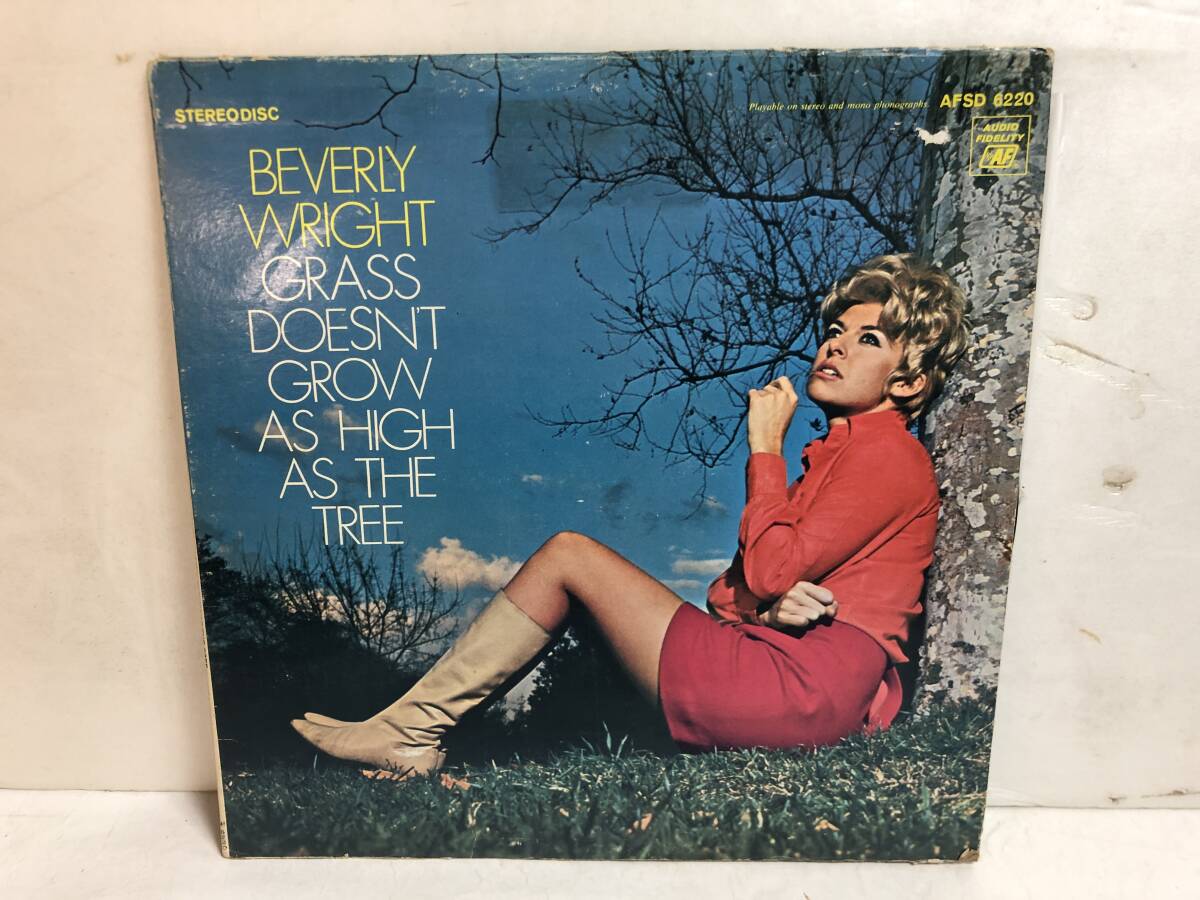 STEREODISC
Playable on stereo and mono phonographs.
AFSD 6220
AUDIO
FIDELITY
AF
BEVERLY
WRIGHT
GRASS
DOESN'T
GROW
AS HIGH
AS THE
TREE